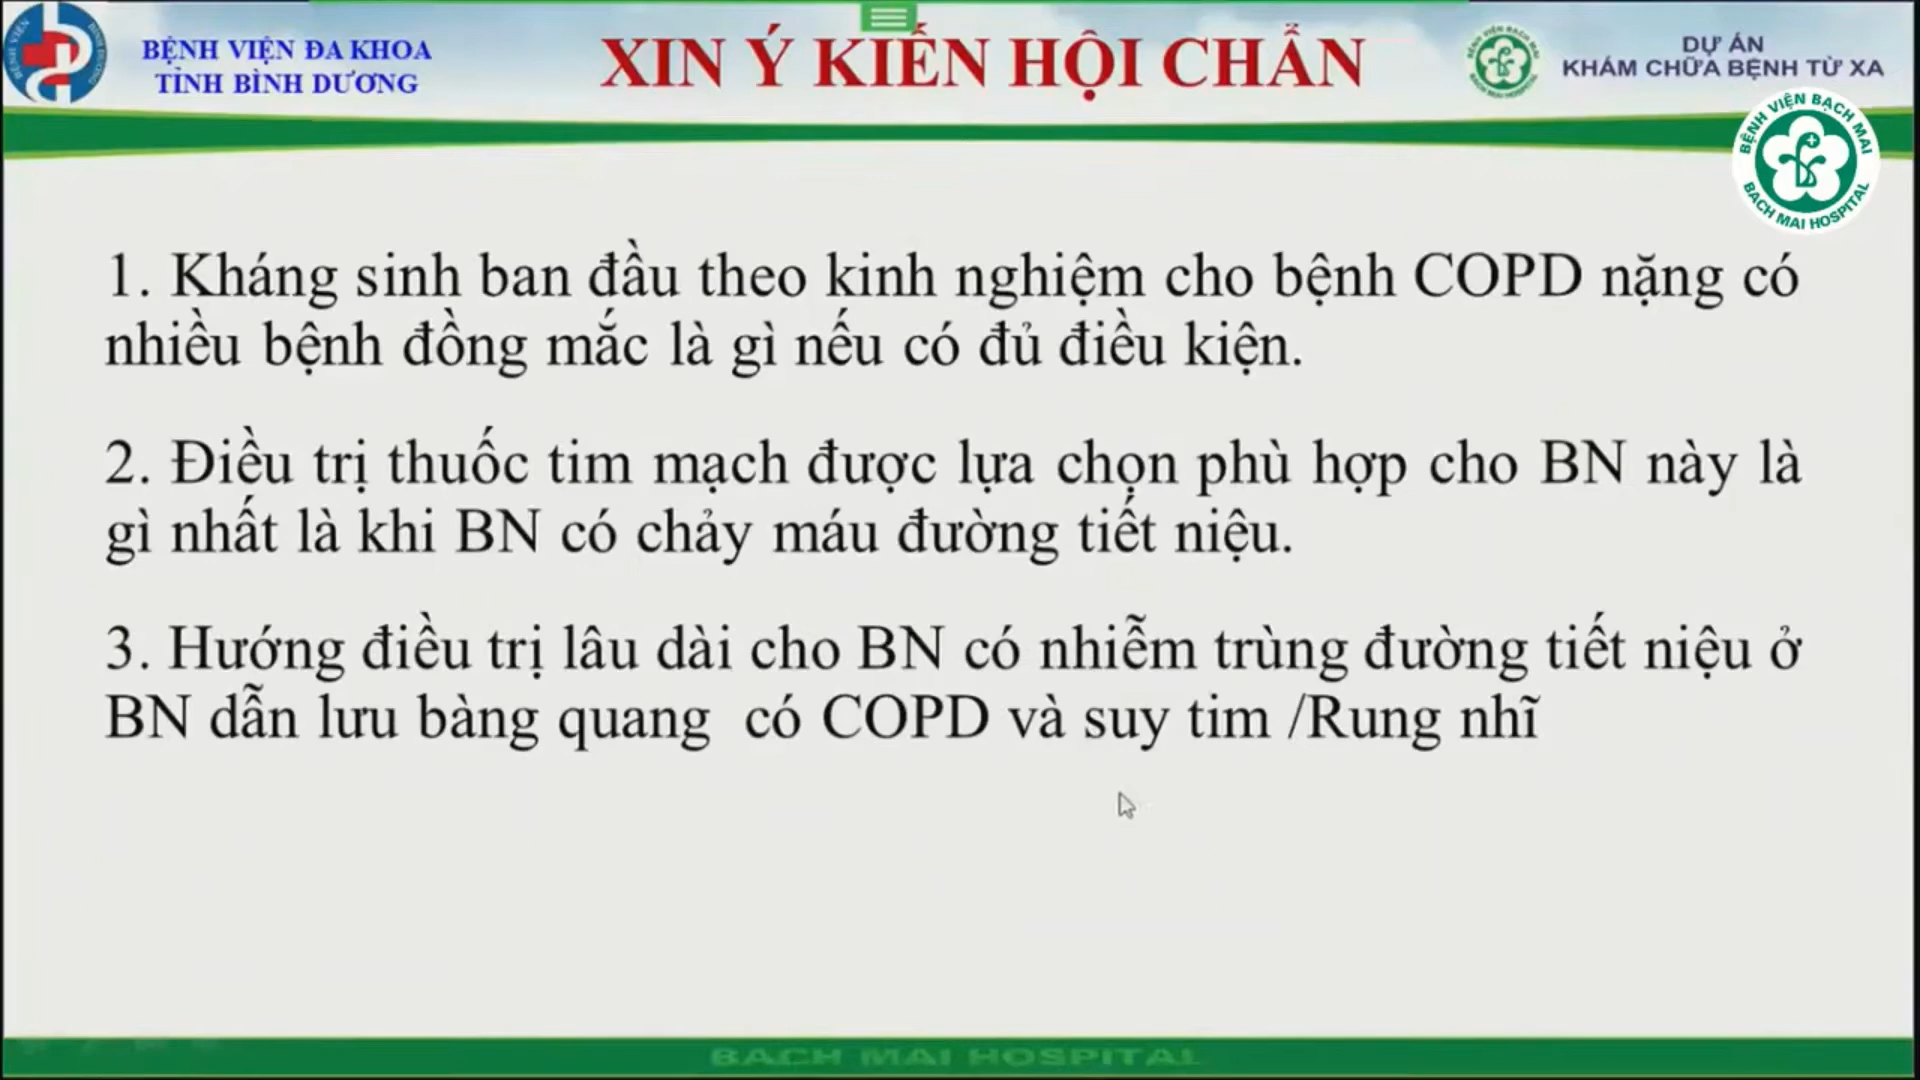 BỆNH VIỆN ĐA KHOA
TỈNH BÌNH DƯƠNG
XIN Ý KIẾN HỘI CHẨN
DỰ ÁN
KHÁM CHỮA BỆNH TỪ XA
BỆNH VIỆN BẠCH MAI
BACH MAI HOSPITAL
1. Kháng sinh ban đầu theo kinh nghiệm cho bệnh COPD nặng có
nhiều bệnh đồng mắc là gì nếu có đủ điều kiện.
2. Điều trị thuốc tim mạch được lựa chọn phù hợp cho BN này là
gì nhất là khi BN có chảy máu đường tiết niệu.
3. Hướng điều trị lâu dài cho BN có nhiễm trùng đường tiết niệu ở
BN dẫn lưu bàng quang có COPD và suy tim /Rung nhĩ
BACH MAI HOSPITAL